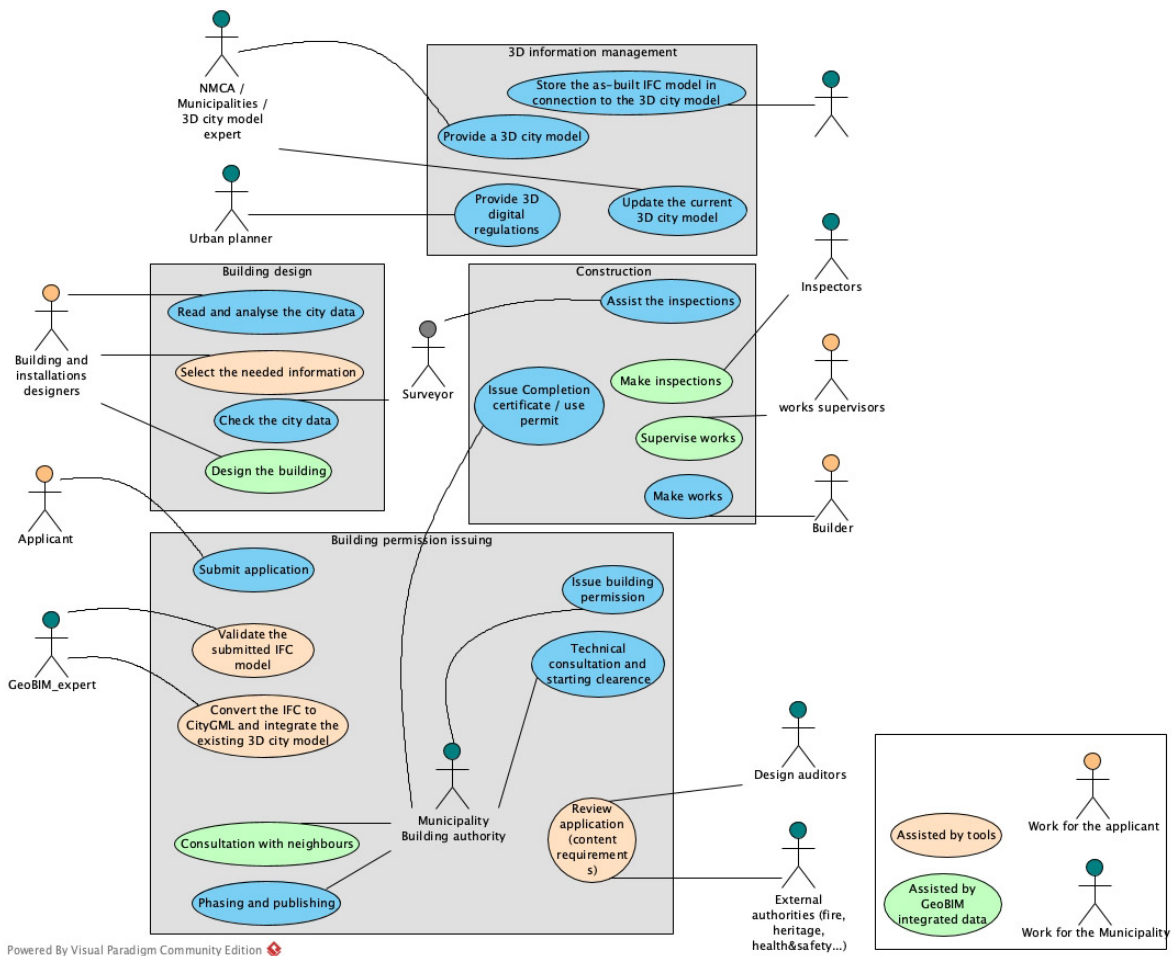 3D information management
NMCA /
Municipalities /
3D city model
expert
Store the as-built IFC model in
connection to the 3D city model
Provide a 3D city model
Provide 3D
digital
regulations
Update the current
3D city model
Urban planner
Building design
Read and analyse the city data
Select the needed information
Check the city data
Design the building
Building and
installations
designers
Surveyor
Construction
Assist the inspections
Issue Completion
certificate / use
permit
Make inspections
Supervise works
Make works
Inspectors
works supervisors
Builder
Applicant
Building permission issuing
Submit application
Validate the
submitted IFC
model
Convert the IFC to
CityGML and integrate the
existing 3D city model
GeoBIM_expert
Issue building
permission
Technical
consultation and
starting clearence
Municipality
Building authority
Consultation with neighbours
Phasing and publishing
Review
application
(content
requirement
s)
Design auditors
External
authorities (fire,
heritage,
health&safety...)
Assisted by tools
Assisted by
GeoBIM
integrated data
Work for the applicant
Work for the Municipality
Powered By Visual Paradigm Community Edition